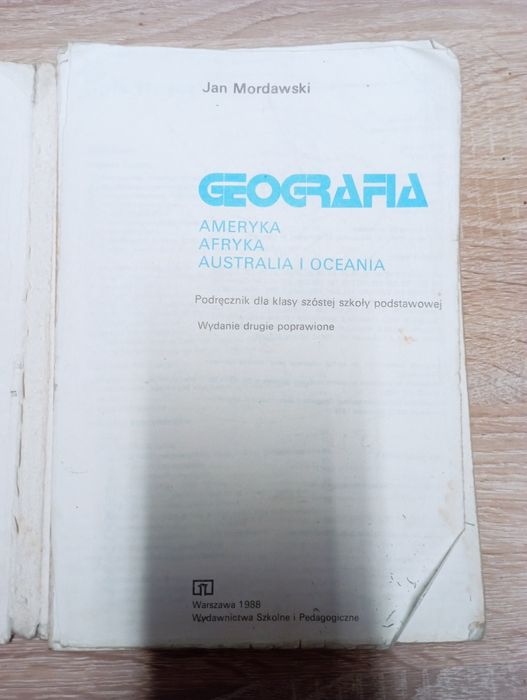 Jan Mordawski
GEOGRAFIA
AMERYKA
AFRYKA
AUSTRALIA I OCEANIA
Podręcznik dla klasy szóstej szkoły podstawowej
Wydanie drugie poprawione
Warszawa 1988
Wydawnictwa Szkolne i Pedagogiczne